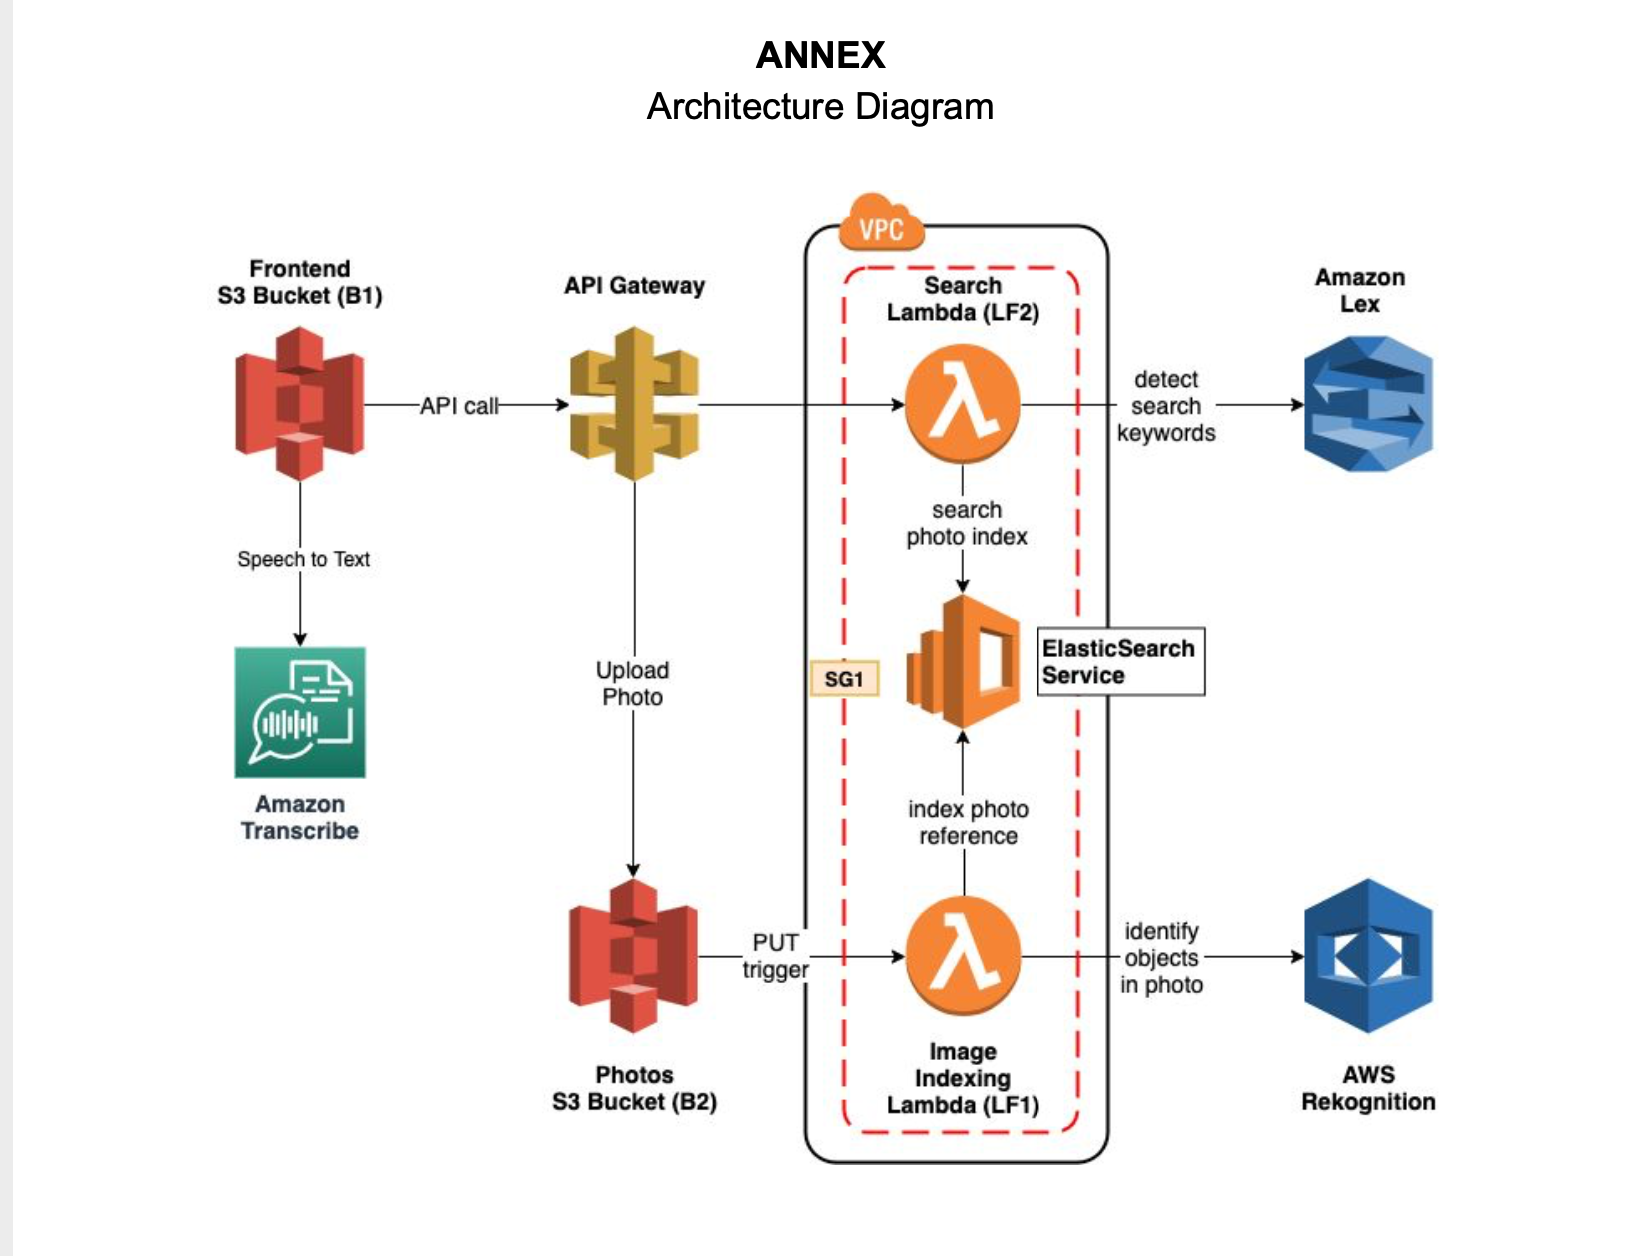 ANNEX
Architecture Diagram
VPC
Frontend
S3 Bucket (B1)
API Gateway
Search
Lambda (LF2)
Amazon
Lex
API call
detect
search
keywords
search
photo index
Speech to Text
ElasticSearch
Service
SG1
Upload
Photo
Amazon
Transcribe
index photo
reference
PUT
trigger
identify
objects
in photo
Photos
S3 Bucket (B2)
Image
Indexing
Lambda (LF1)
AWS
Rekognition